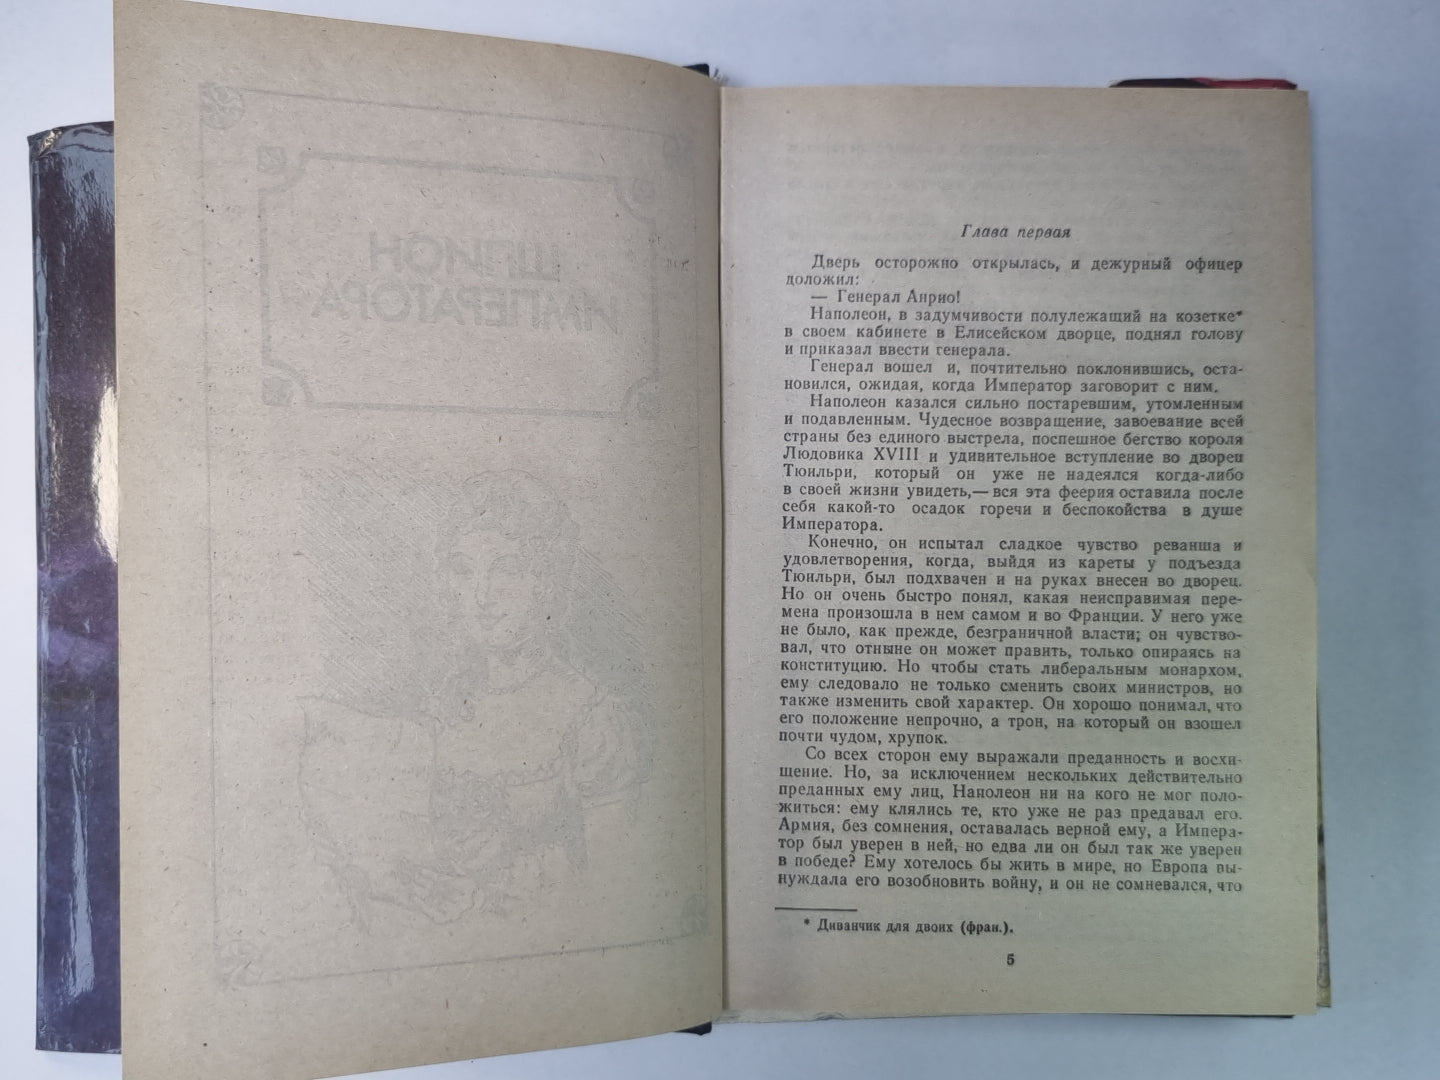 ШПИОН
ИМПЕРАТОРА
Глава первая
Дверь осторожно открылась, и дежурный офицер
доложил:
— Генерал Анрио!
Наполеон, в задумчивости полулежащий на козетке*
в своем кабинете в Елисейском дворце, поднял голову
и приказал ввести генерала.
Генерал вошел и, почтительно поклонившись, оста-
новился, ожидая, когда Император заговорит с ним.
Наполеон казался сильно постаревшим, утомленным
и подавленным. Чудесное возвращение, завоевание всей
страны без единого выстрела, поспешное бегство короля
Людовика XVIII и удивительное вступление во дворец
Тюильри, который он уже не надеялся когда-либо
в своей жизни увидеть,— вся эта феерия оставила после
себя какой-то осадок горечи и беспокойства в душе
Императора.
Конечно, он испытал сладкое чувство реванша и
удовлетворения, когда, выйдя из кареты у подъезда
Тюильри, был подхвачен и на руках внесен во дворец.
Но он очень быстро понял, какая неисправимая пере-
мена произошла в нем самом и во Франции. У него уже
не было, как прежде, безграничной власти; он чувство-
вал, что отныне он может править, только опираясь на
конституцию. Но чтобы стать либеральным монархом,
ему следовало не только сменить своих министров, но
также изменить свой характер. Он хорошо понимал, что
его положение непрочно, а трон, на который он взошел
почти чудом, хрупок.
Со всех сторон ему выражали преданность и восхи-
щение. Но, за исключением нескольких действительно
преданных ему лиц, Наполеон ни на кого не мог поло-
житься: ему клялись те, кто уже не раз предавал его.
Армия, без сомнения, оставалась верной ему, а Импера-
тор был уверен в ней, но едва ли он был так же уверен
в победе? Ему хотелось бы жить в мире, но Европа вы-
нуждала его возобновить войну, и он не сомневался, что
* Диванчик для двоих (фран.).
5